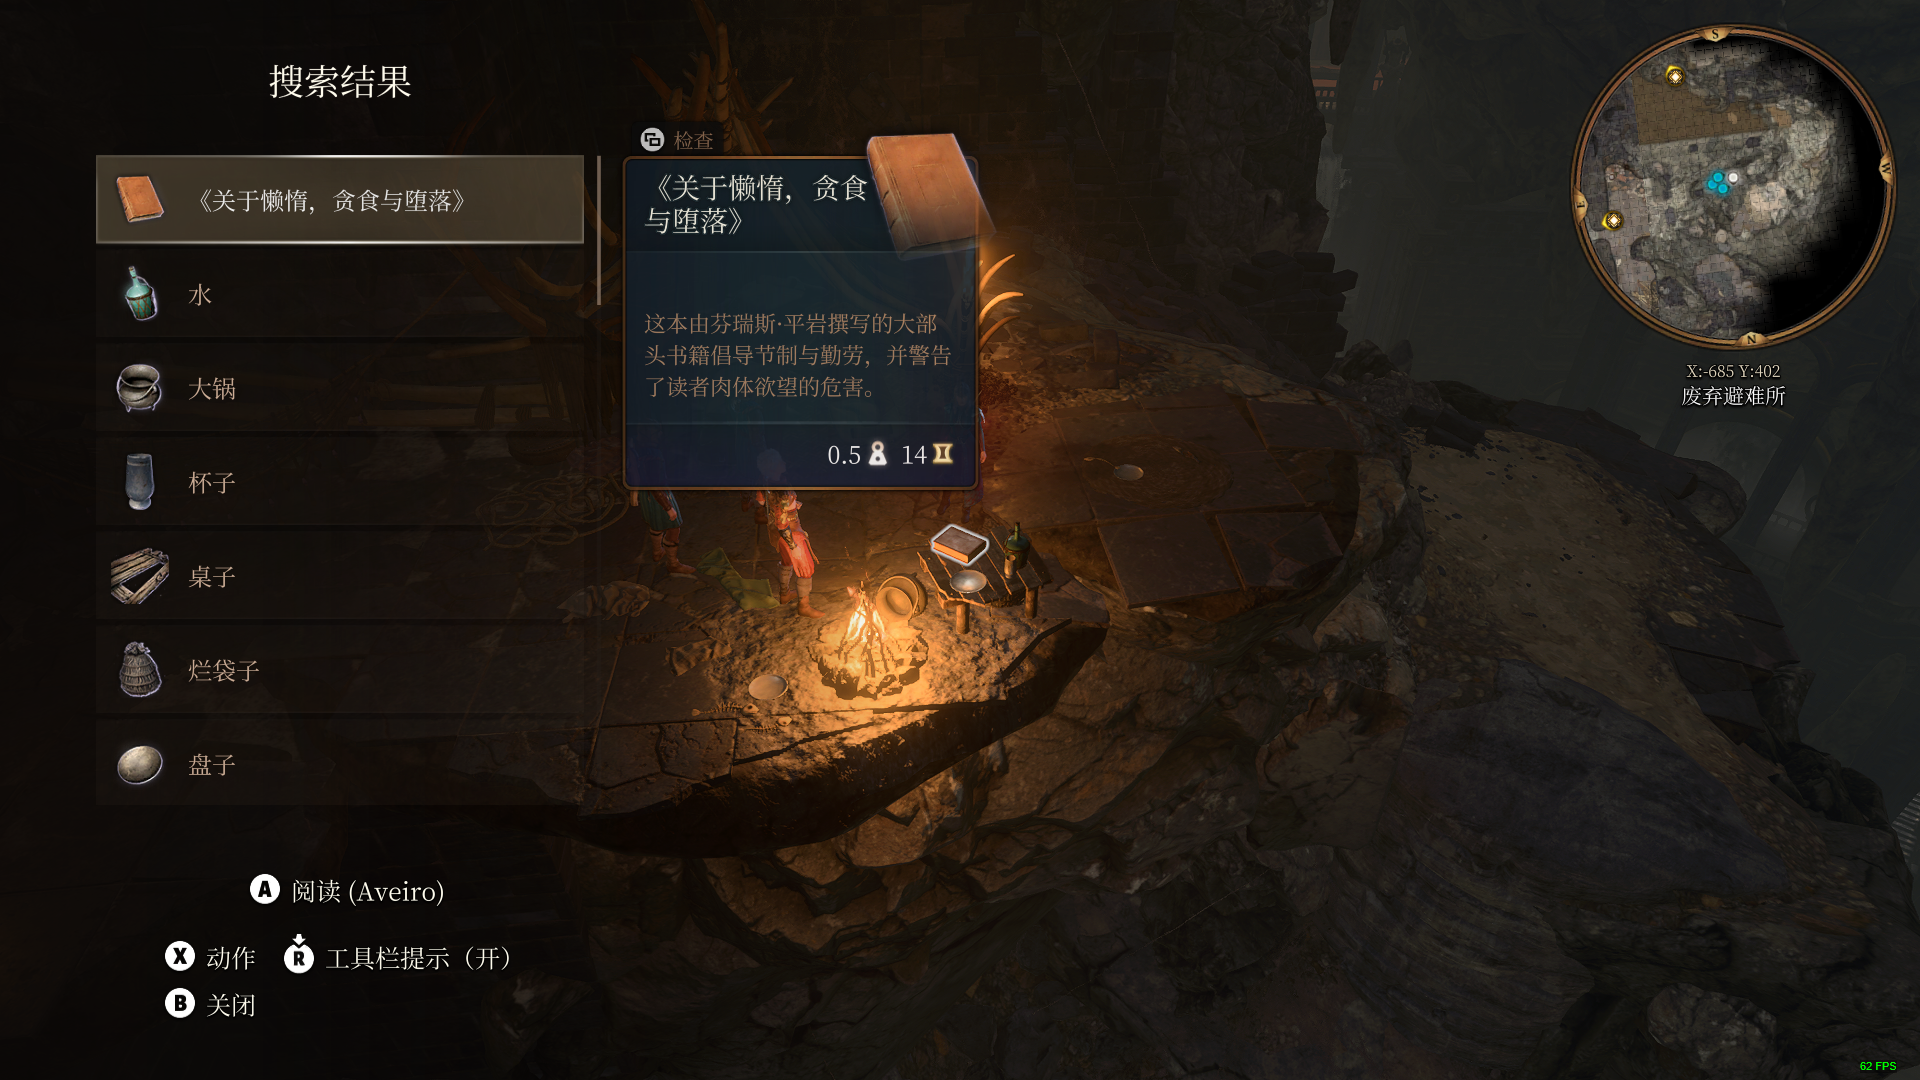 搜索结果
《关于懒惰，贪食与堕落》
水
大锅
杯子
桌子
烂袋子
盘子
检查
《关于懒惰，贪食
与堕落》
这本由芬瑞斯·平岩撰写的大部
头书籍倡导节制与勤劳，并警告
了读者肉体欲望的危害。
0.5 14
S
W
N
X:-685 Y:402
废弃避难所
A 阅读 (Aveiro)
X 动作 R 工具栏提示（开）
B 关闭
62 FPS